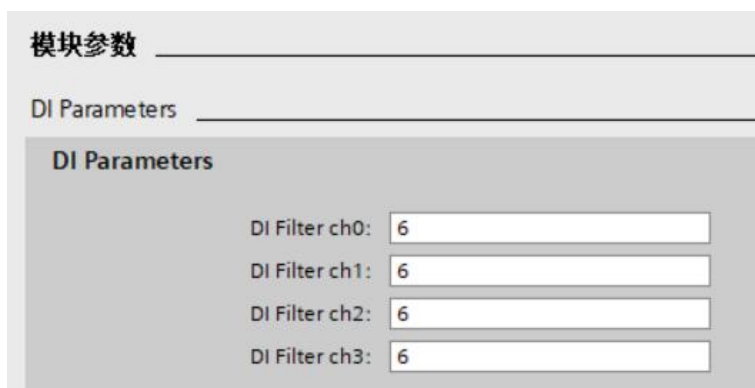 模块参数
DI Parameters
DI Parameters
DI Filter ch0: 6
DI Filter ch1: 6
DI Filter ch2: 6
DI Filter ch3: 6